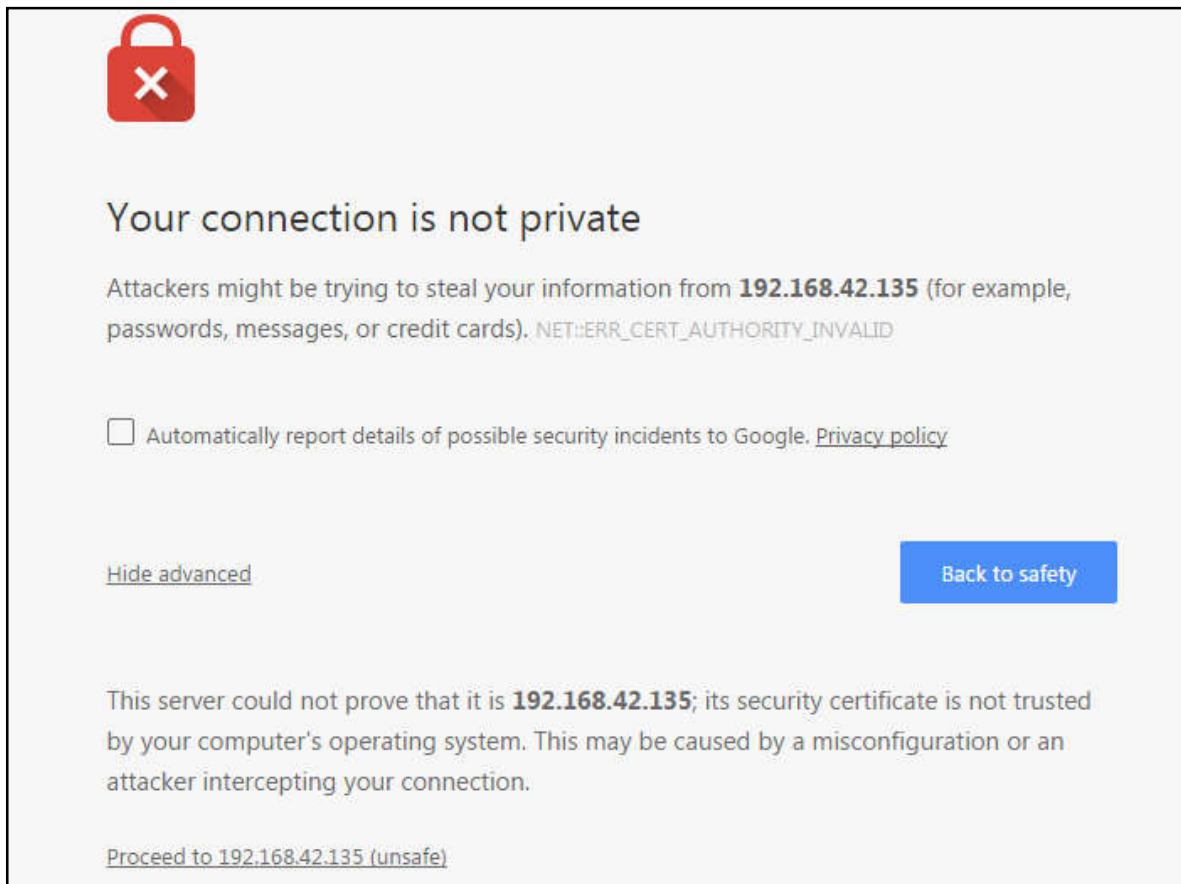 Your connection is not private
Attackers might be trying to steal your information from 192.168.42.135 (for example,
passwords, messages, or credit cards). NET::ERR_CERT_AUTHORITY_INVALID
Automatically report details of possible security incidents to Google. Privacy policy
Hide advanced
Back to safety
This server could not prove that it is 192.168.42.135; its security certificate is not trusted
by your computer's operating system. This may be caused by a misconfiguration or an
attacker intercepting your connection.
Proceed to 192.168.42.135 (unsafe)